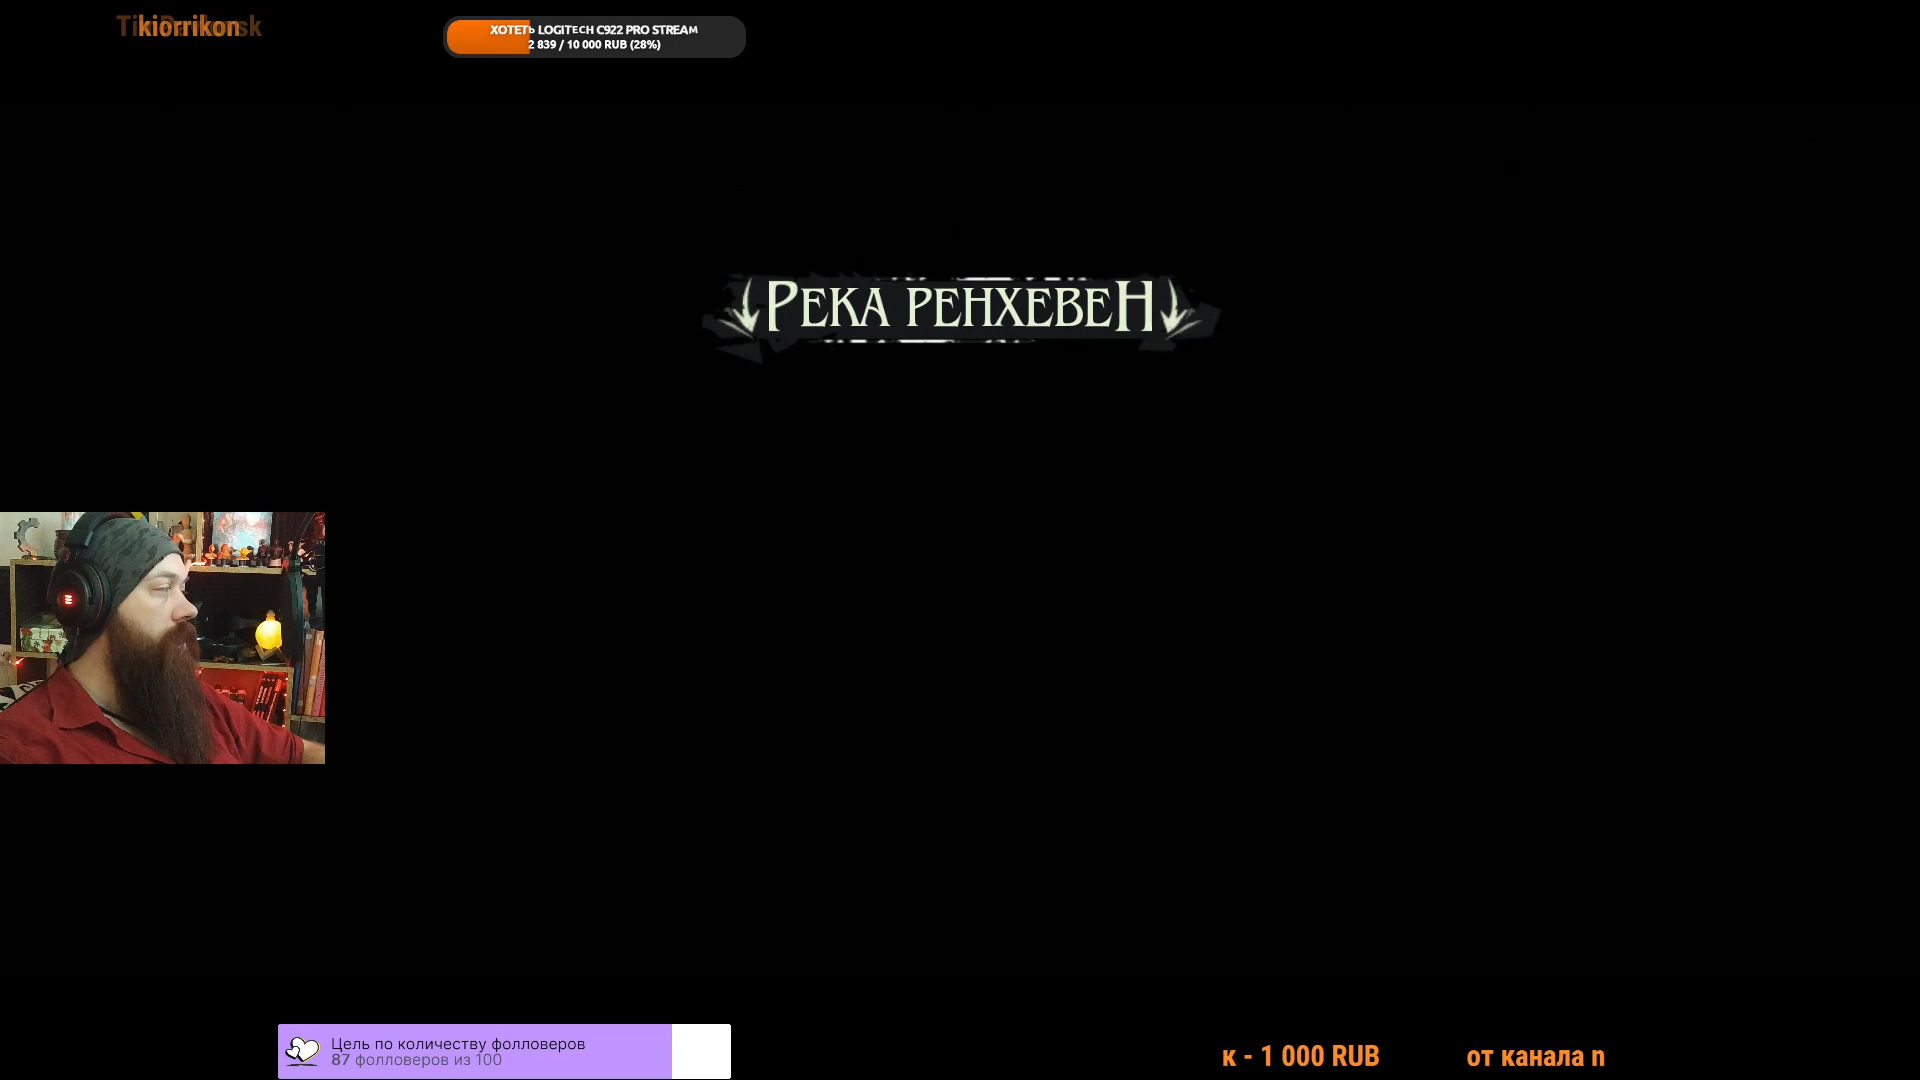 kiorrikon
ХОТЕТЬ LOGITECH C922 PRO STREAM
2 839 / 10 000 RUB (28%)
РЕКА РЕНХЕВЕН
Цель по количеству фолловеров
87 фолловеров из 100
к - 1 000 RUB
от канала n